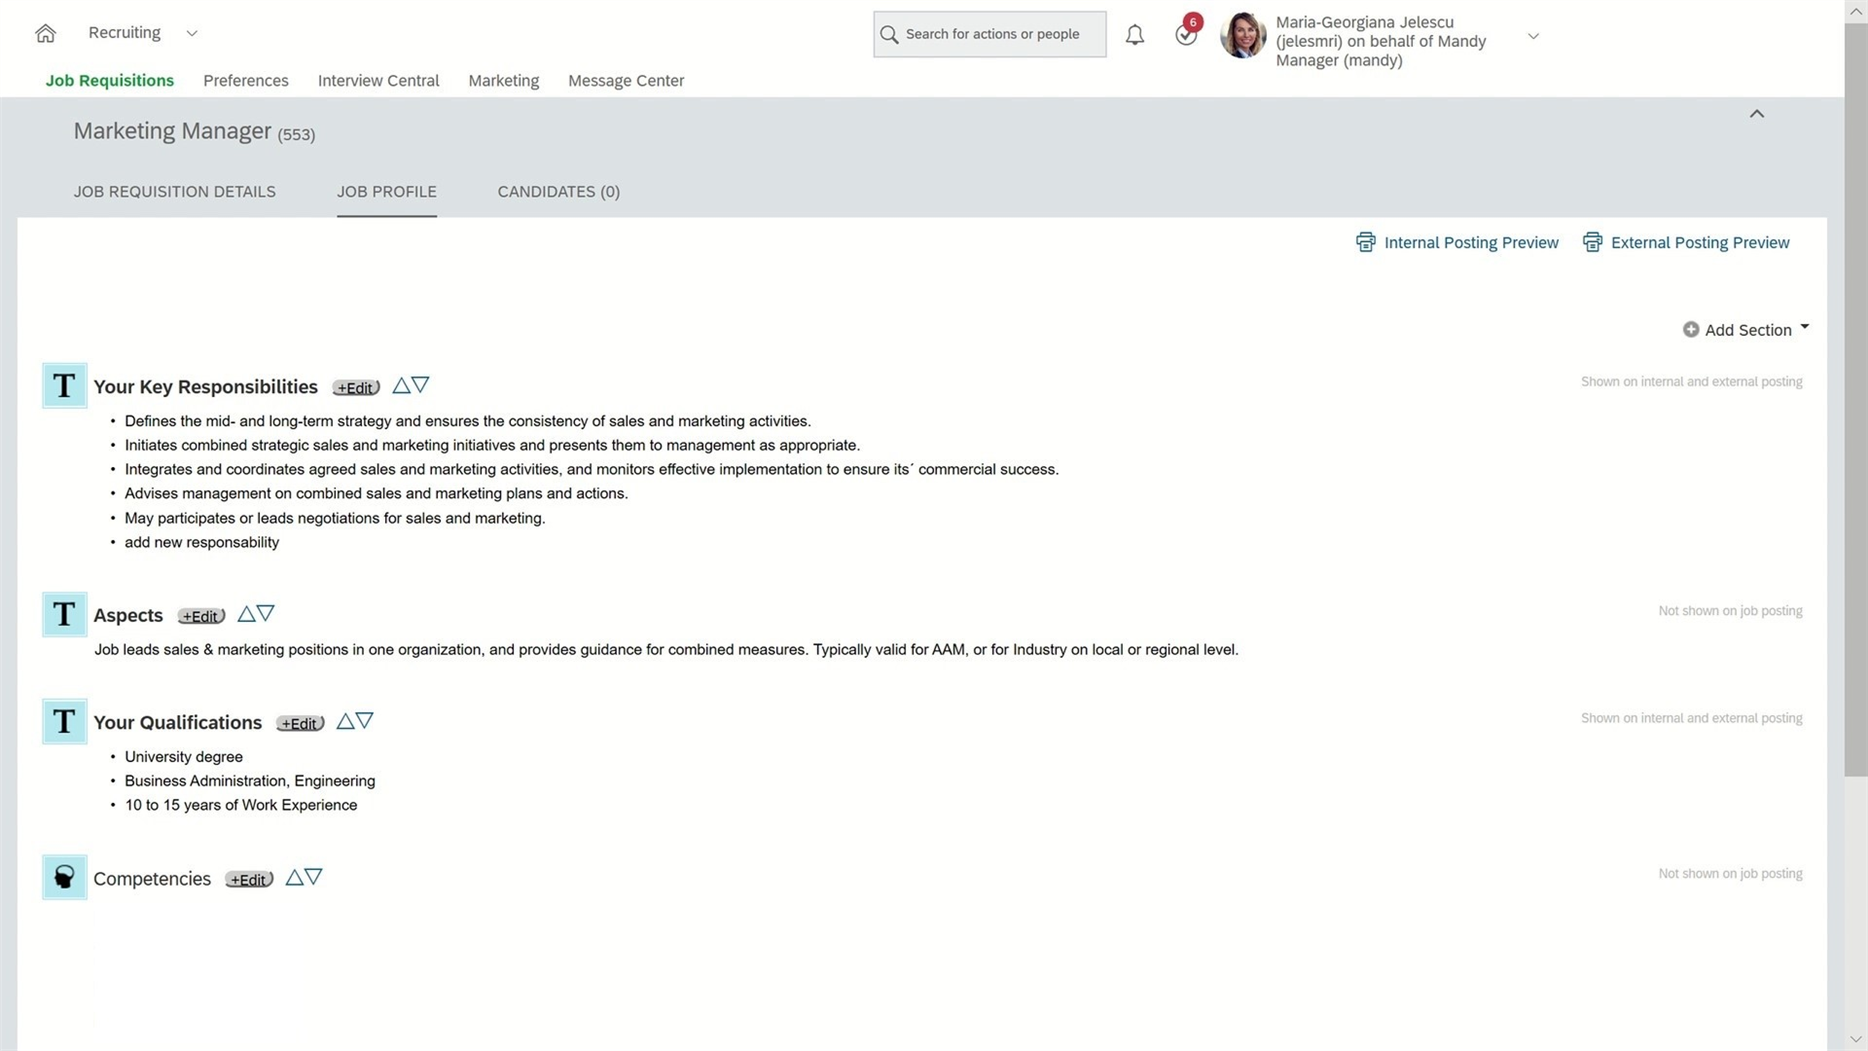 Recruiting
Search for actions or people
6
Maria-Georgiana Jelescu
(jelesmri) on behalf of Mandy
Manager (mandy)
Job Requisitions Preferences Interview Central Marketing Message Center
Marketing Manager (553)
JOB REQUISITION DETAILS JOB PROFILE CANDIDATES (0)
Internal Posting Preview External Posting Preview
Add Section
T Your Key Responsibilities +Edit Shown on internal and external posting
• Defines the mid- and long-term strategy and ensures the consistency of sales and marketing activities.
• Initiates combined strategic sales and marketing initiatives and presents them to management as appropriate.
• Integrates and coordinates agreed sales and marketing activities, and monitors effective implementation to ensure its´ commercial success.
• Advises management on combined sales and marketing plans and actions.
• May participates or leads negotiations for sales and marketing.
• add new responsability
T Aspects +Edit Not shown on job posting
Job leads sales & marketing positions in one organization, and provides guidance for combined measures. Typically valid for AAM, or for Industry on local or regional level.
T Your Qualifications +Edit Shown on internal and external posting
• University degree
• Business Administration, Engineering
• 10 to 15 years of Work Experience
Competencies +Edit Not shown on job posting